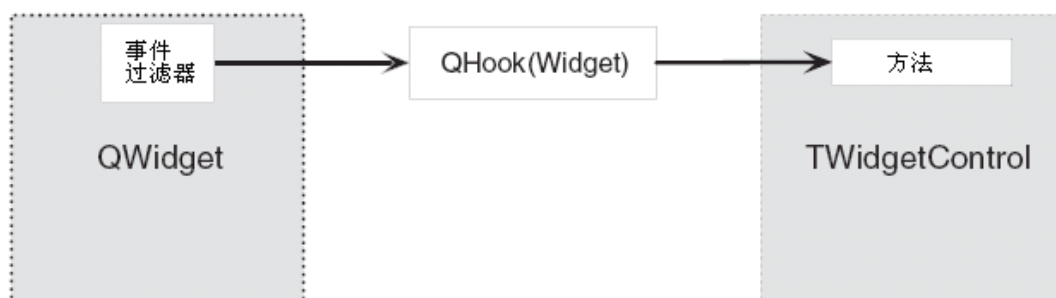 事件
过滤器
QHook(Widget)
方法
QWidget
TWidgetControl